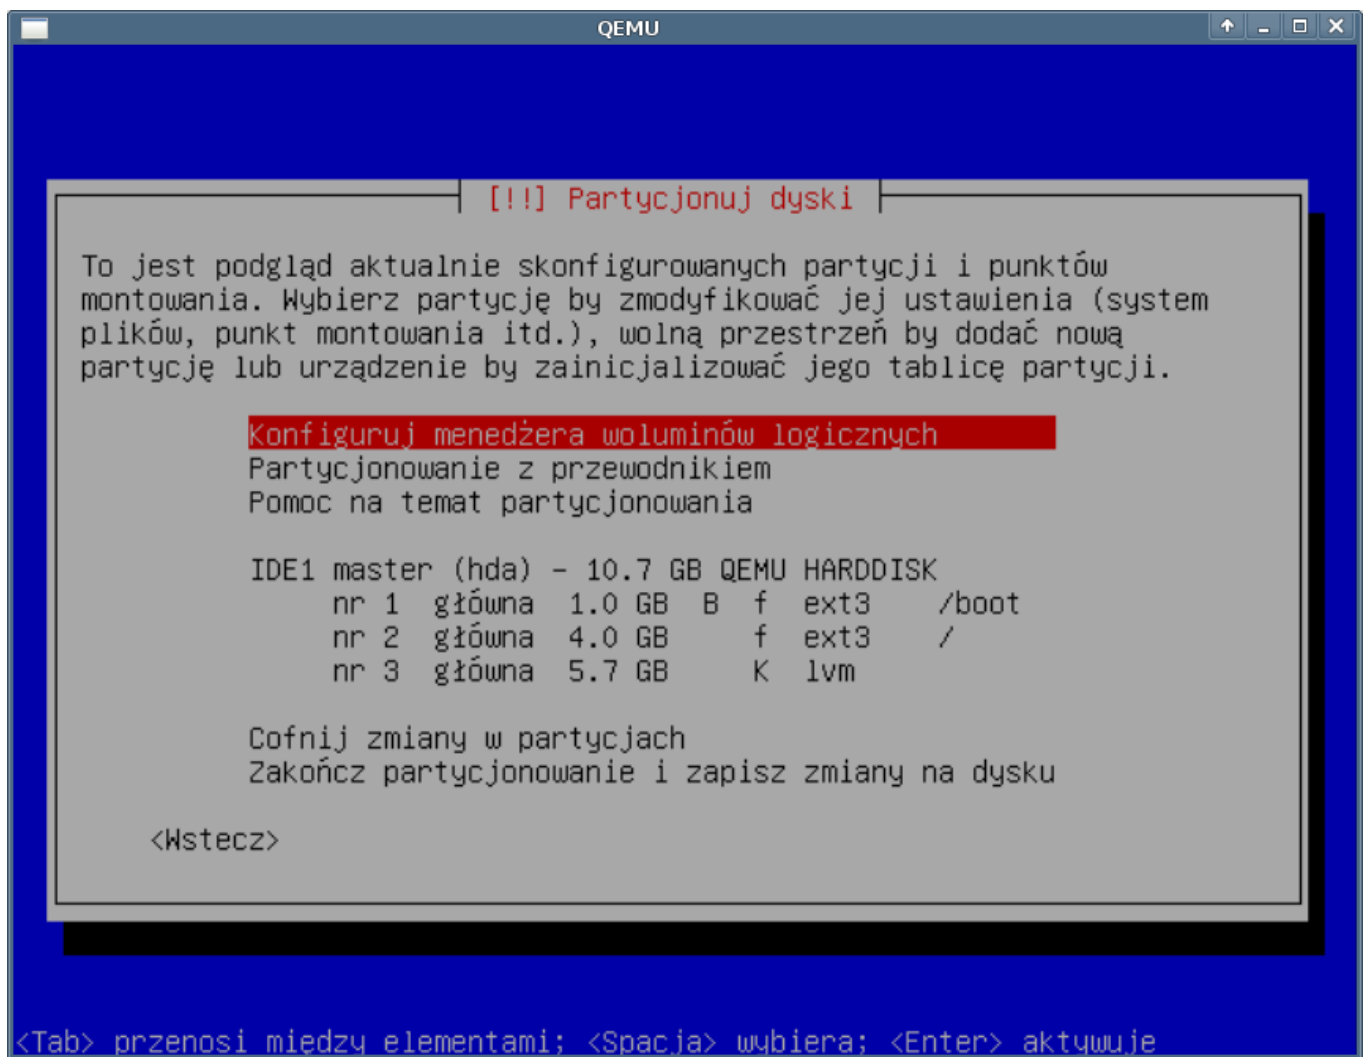 QEMU
[!!] Partycjonuj dyski
To jest podgląd aktualnie skonfigurowanych partycji i punktów
montowania. Wybierz partycję by zmodyfikować jej ustawienia (system
plików, punkt montowania itd.), wolną przestrzeń by dodać nową
partycję lub urządzenie by zainicjalizować jego tablicę partycji.
Konfiguruj menedżera woluminów logicznych
Partycjonowanie z przewodnikiem
Pomoc na temat partycjonowania
IDE1 master (hda) - 10.7 GB QEMU HARDDISK
nr 1 główna 1.0 GB B f ext3 /boot
nr 2 główna 4.0 GB f ext3 /
nr 3 główna 5.7 GB K lvm
Cofnij zmiany w partycjach
Zakończ partycjonowanie i zapisz zmiany na dysku
<Wstecz>
<Tab> przenosi między elementami; <Spacja> wybiera; <Enter> aktywuje